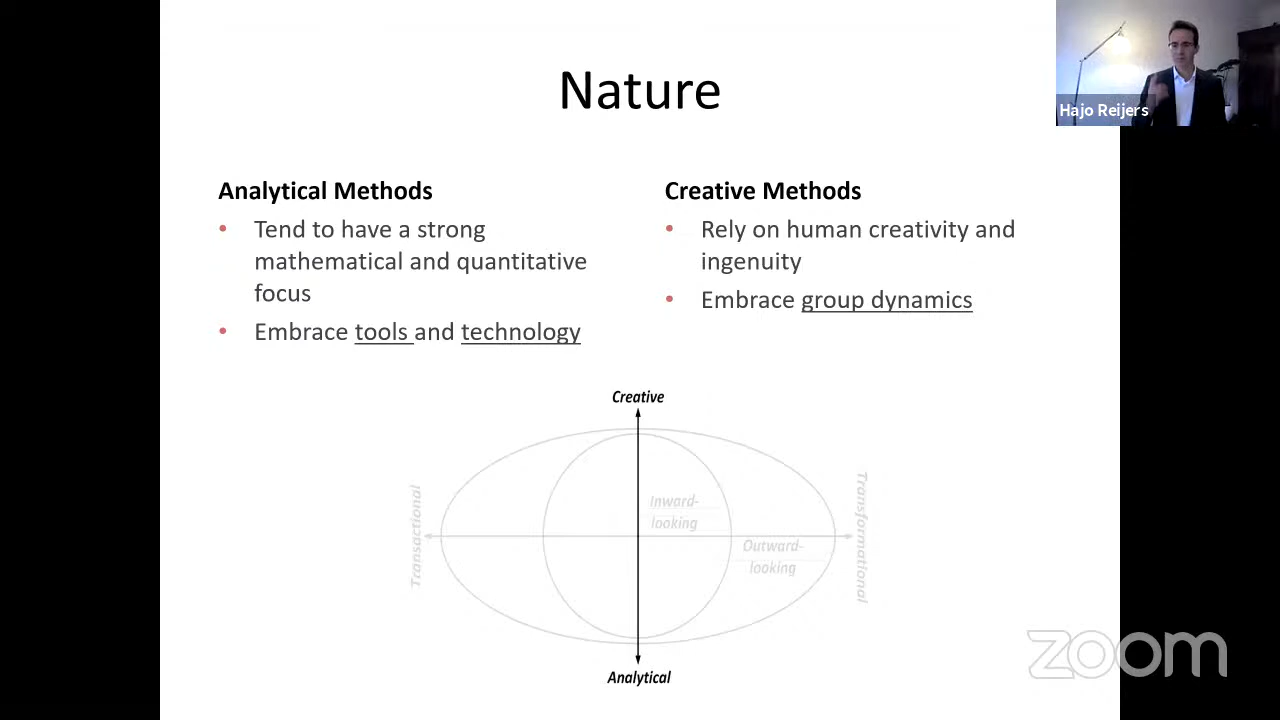 Nature
Hajo Reijers
Analytical Methods
• Tend to have a strong
mathematical and quantitative
focus
• Embrace tools and technology
Creative Methods
• Rely on human creativity and
ingenuity
• Embrace group dynamics
Creative
Transactional
Inward-
looking
Outward-
looking
Transformational
Analytical
zoom